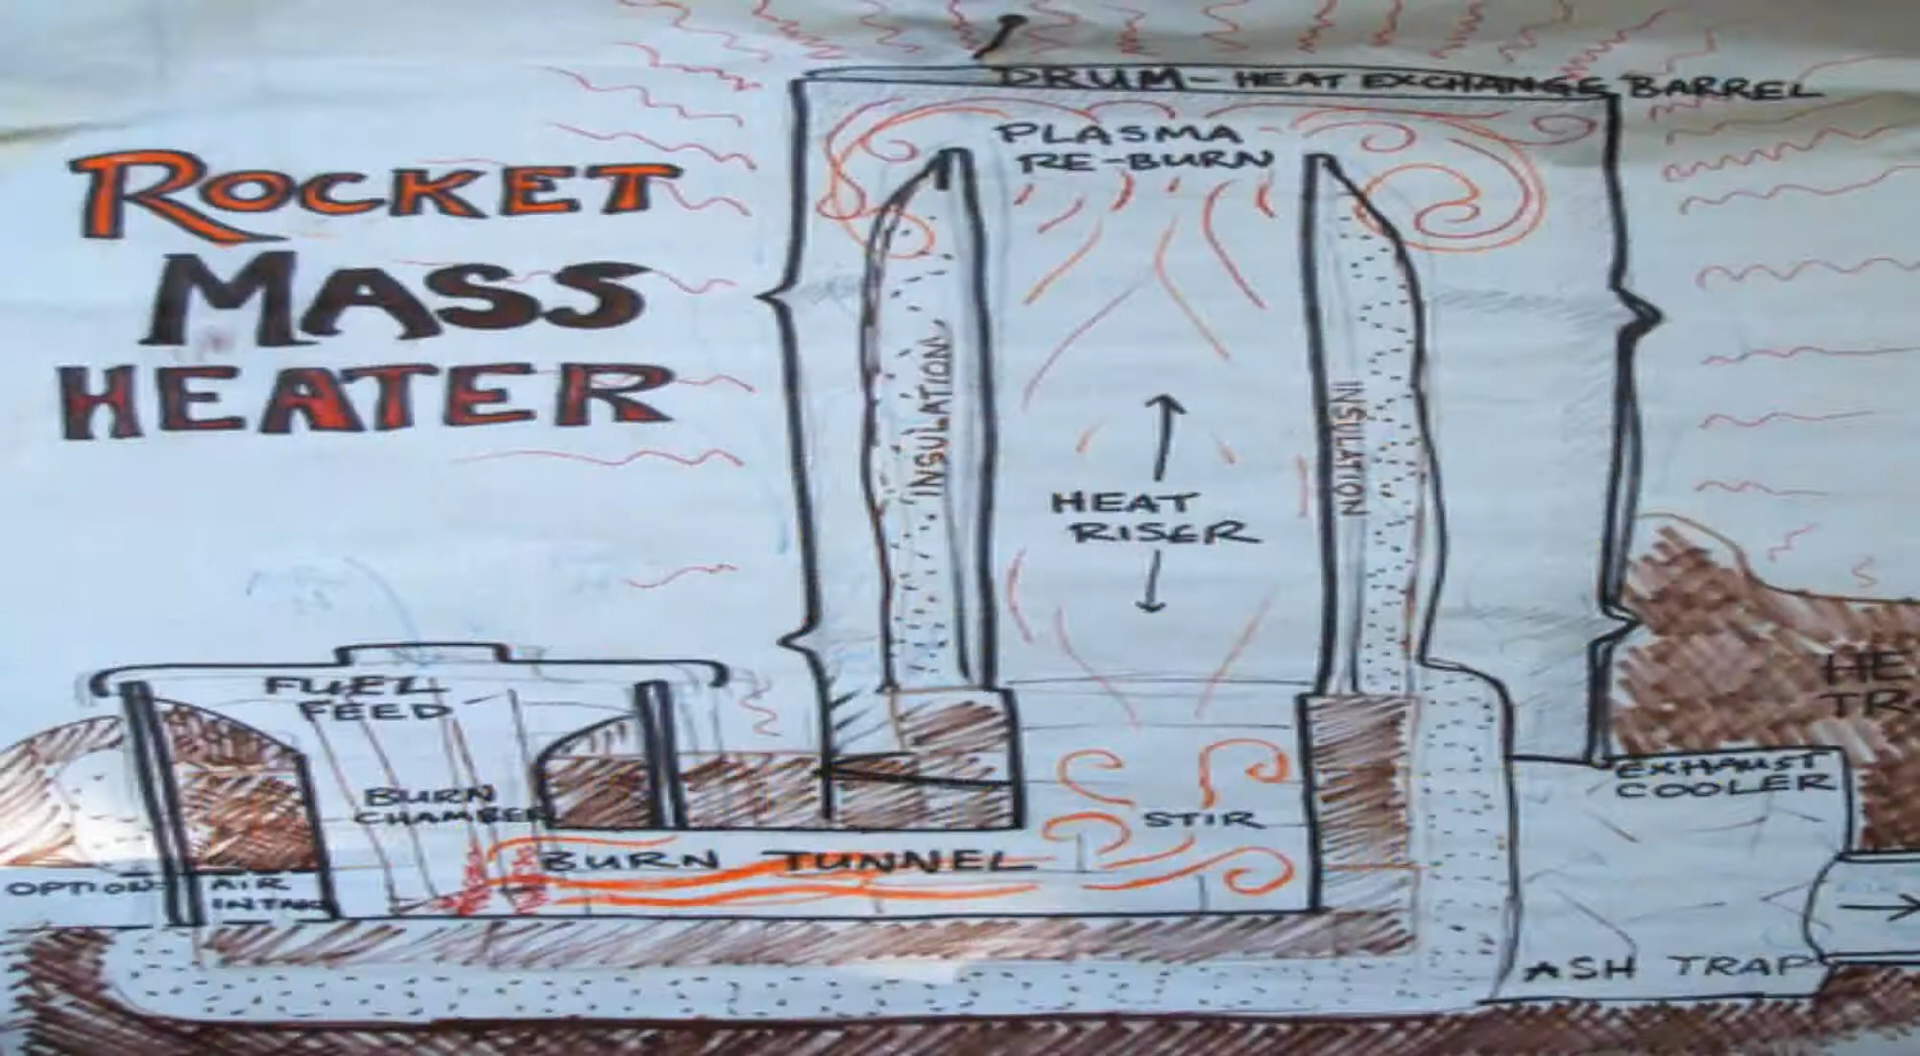 DRUM - HEAT EXCHANGE BARREL
PLASMA
RE-BURN
ROCKET
MASS
HEATER
INSULATION
INSULATION
HEAT
RISER
FUEL
FEED
BURN
CHAMBER
EXHAUST
COOLER
STIR
BURN TUNNEL
AIR
ASH TRAP